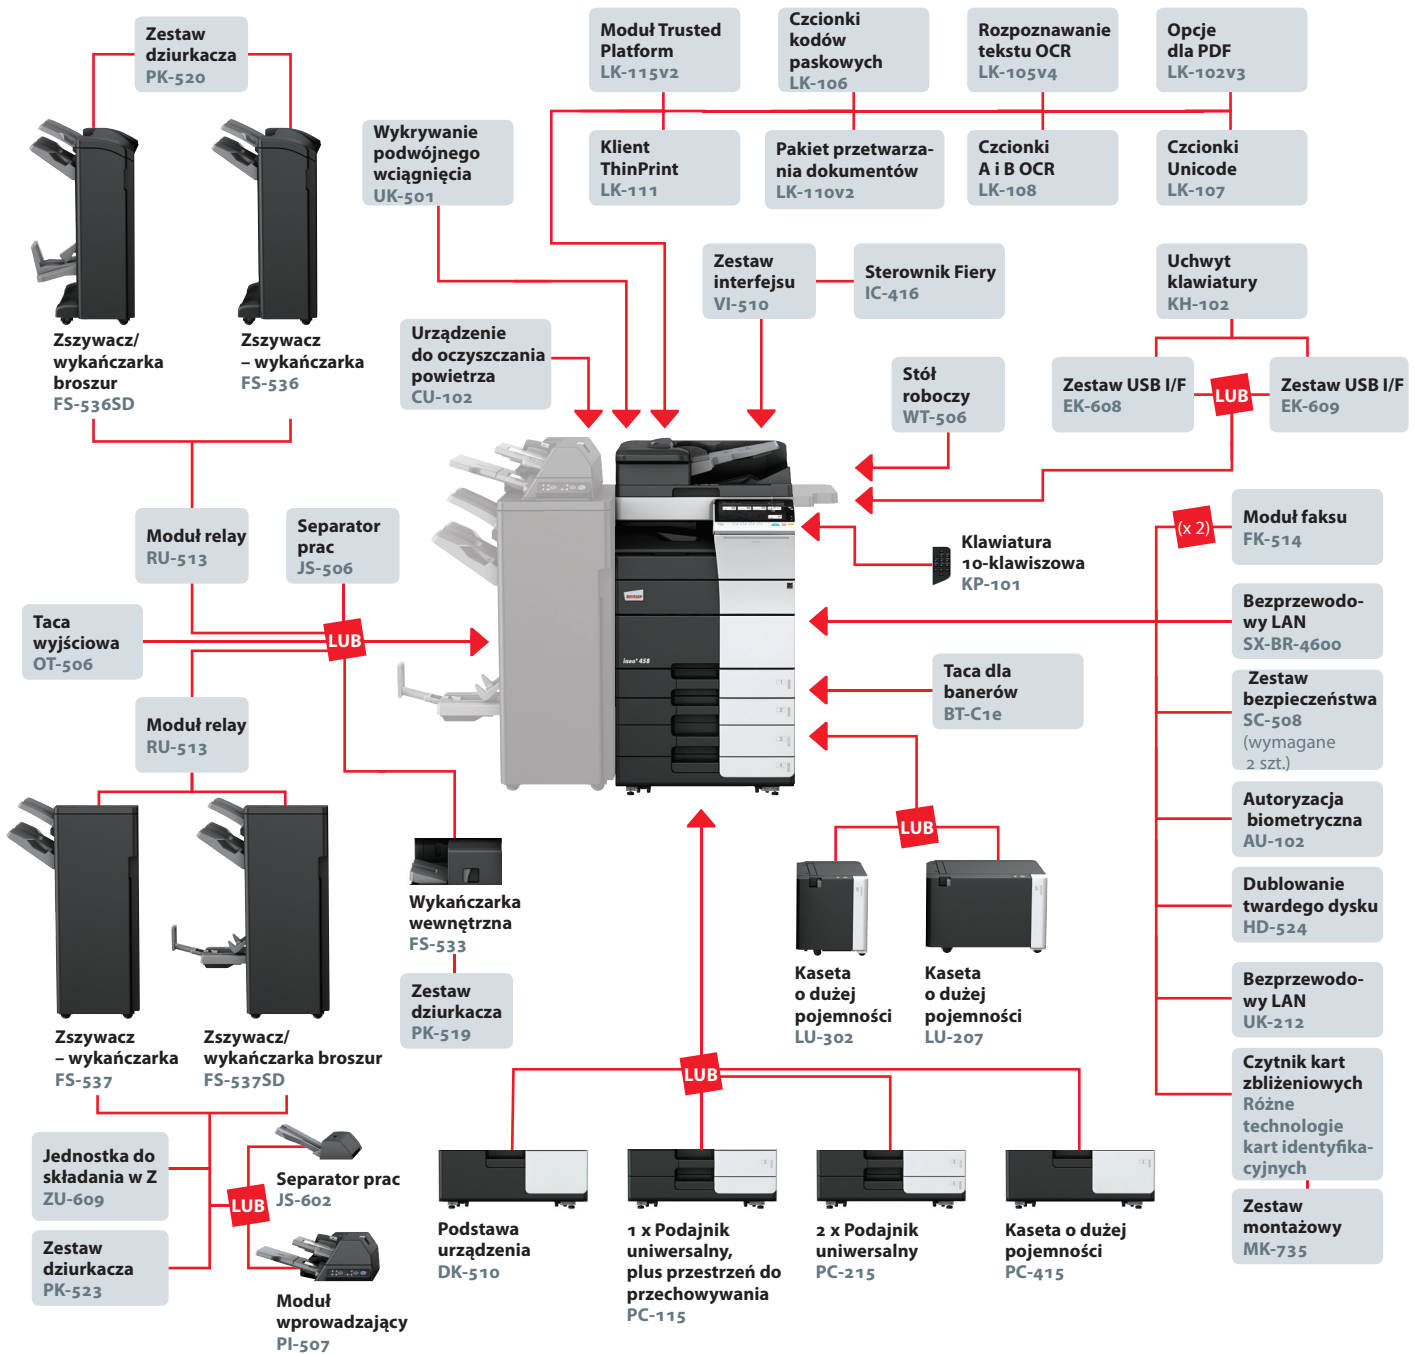 Zestaw
dziurkacza
PK-520
Moduł Trusted
Platform
LK-115v2
Czcionki
kodów
paskowych
LK-106
Rozpoznawanie
tekstu OCR
LK-105v4
Opcje
dla PDF
LK-102v3
Wykrywanie
podwójnego
wciągnięcia
UK-501
Klient
ThinPrint
LK-111
Pakiet przetwarza-
nia dokumentów
LK-110v2
Czcionki
A i B OCR
LK-108
Czcionki
Unicode
LK-107
Zestaw
interfejsu
VI-510
Sterownik Fiery
IC-416
Uchwyt
klawiatury
KH-102
Zszywacz/
wykańczarka
broszur
FS-536SD
Zszywacz
– wykańczarka
FS-536
Urządzenie
do oczyszczania
powietrza
CU-102
Stół
roboczy
WT-506
Zestaw USB I/F
EK-608
LUB
Zestaw USB I/F
EK-609
Moduł relay
RU-513
Separator
prac
JS-506
Klawiatura
10-klawiszowa
KP-101
(x 2)
Moduł faksu
FK-514
Taca
wyjściowa
OT-506
LUB
ineo+ 458
Bezprzewodo-
wy LAN
SX-BR-4600
Taca dla
banerów
BT-C1e
Zestaw
bezpieczeństwa
SC-508
(wymagane
2 szt.)
Moduł relay
RU-513
Autoryzacja
biometryczna
AU-102
LUB
Wykańczarka
wewnętrzna
FS-533
Dublowanie
twardego dysku
HD-524
Zestaw
dziurkacza
PK-519
Kaseta
o dużej
pojemności
LU-302
Kaseta
o dużej
pojemności
LU-207
Bezprzewodo-
wy LAN
UK-212
Zszywacz
– wykańczarka
FS-537
Zszywacz/
wykańczarka broszur
FS-537SD
LUB
Czytnik kart
zbliżeniowych
Różne
technologie
kart identyfika-
cyjnych
Jednostka do
składania w Z
ZU-609
Separator prac
JS-602
LUB
Zestaw
dziurkacza
PK-523
Moduł
wprowadzający
PI-507
Podstawa
urządzenia
DK-510
1 x Podajnik
uniwersalny,
plus przestrzeń do
przechowywania
PC-115
2 x Podajnik
uniwersalny
PC-215
Kaseta o dużej
pojemności
PC-415
Zestaw
montażowy
MK-735